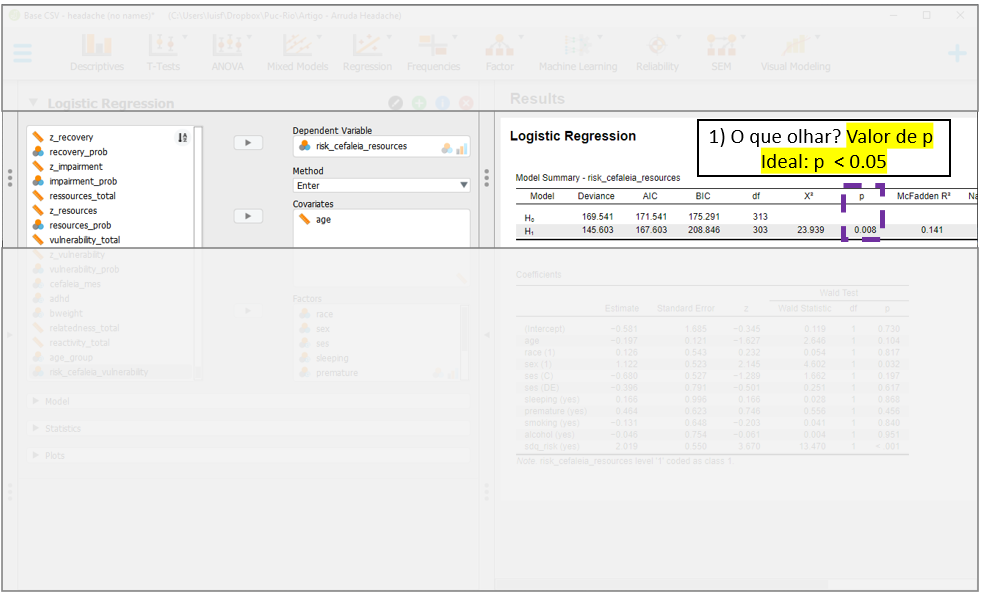 Base CSV - headache (no names)* (C:\Users\luisf\Dropbox\Puc-Rio\Artigo - Arruda Headache)
Descriptives T-Tests ANOVA Mixed Models Regression Frequencies Factor Machine Learning Reliability SEM Visual Modeling
Logistic Regression
z_recovery
recovery_prob
z_impairment
impairment_prob
ressources_total
z_resources
resources_prob
vulnerability_total
z_vulnerability
vulnerability_prob
cefaleia_mea
adhd
bweight
relatedness_total
reactivity_total
age_group
risk_cefaleia_vulnerability
Dependent Variable
risk_cefaleia_resources
Method
Enter
Covariates
age
Factors
race
sex
ses
sleeping
premature
Model
Statistics
Plots
Results
1) O que olhar? Valor de p
Ideal: p < 0.05
Logistic Regression
Model Summary - risk_cefaleia_resources
Model Deviance AIC BIC df X² p McFadden R² Na
H₀ 169.541 171.541 175.291 313
H₁ 145.603 167.603 208.846 303 23.939 0.008 0.141
Coefficients
Wald Test
Estimate Standard Error z Wald Statistic df p
(Intercept) −0.581 1.685 −0.345 0.119 1 0.730
age −0.197 0.121 −1.627 2.646 1 0.104
race (1) 0.126 0.543 0.232 0.054 1 0.817
sex (1) 1.122 0.523 2.145 4.602 1 0.032
ses (C) −0.680 0.527 −1.289 1.662 1 0.197
ses (DE) −0.396 0.791 −0.501 0.251 1 0.617
sleeping (yes) 0.166 0.998 0.166 0.028 1 0.868
premature (yes) 0.464 0.623 0.746 0.556 1 0.456
smoking (yes) −0.131 0.648 −0.203 0.041 1 0.840
alcohol (yes) −0.046 0.754 −0.061 0.004 1 0.951
sdq_risk (yes) 2.019 0.550 3.670 13.470 1 < .001
Note. risk_cefaleia_resources level '1' coded as class 1.